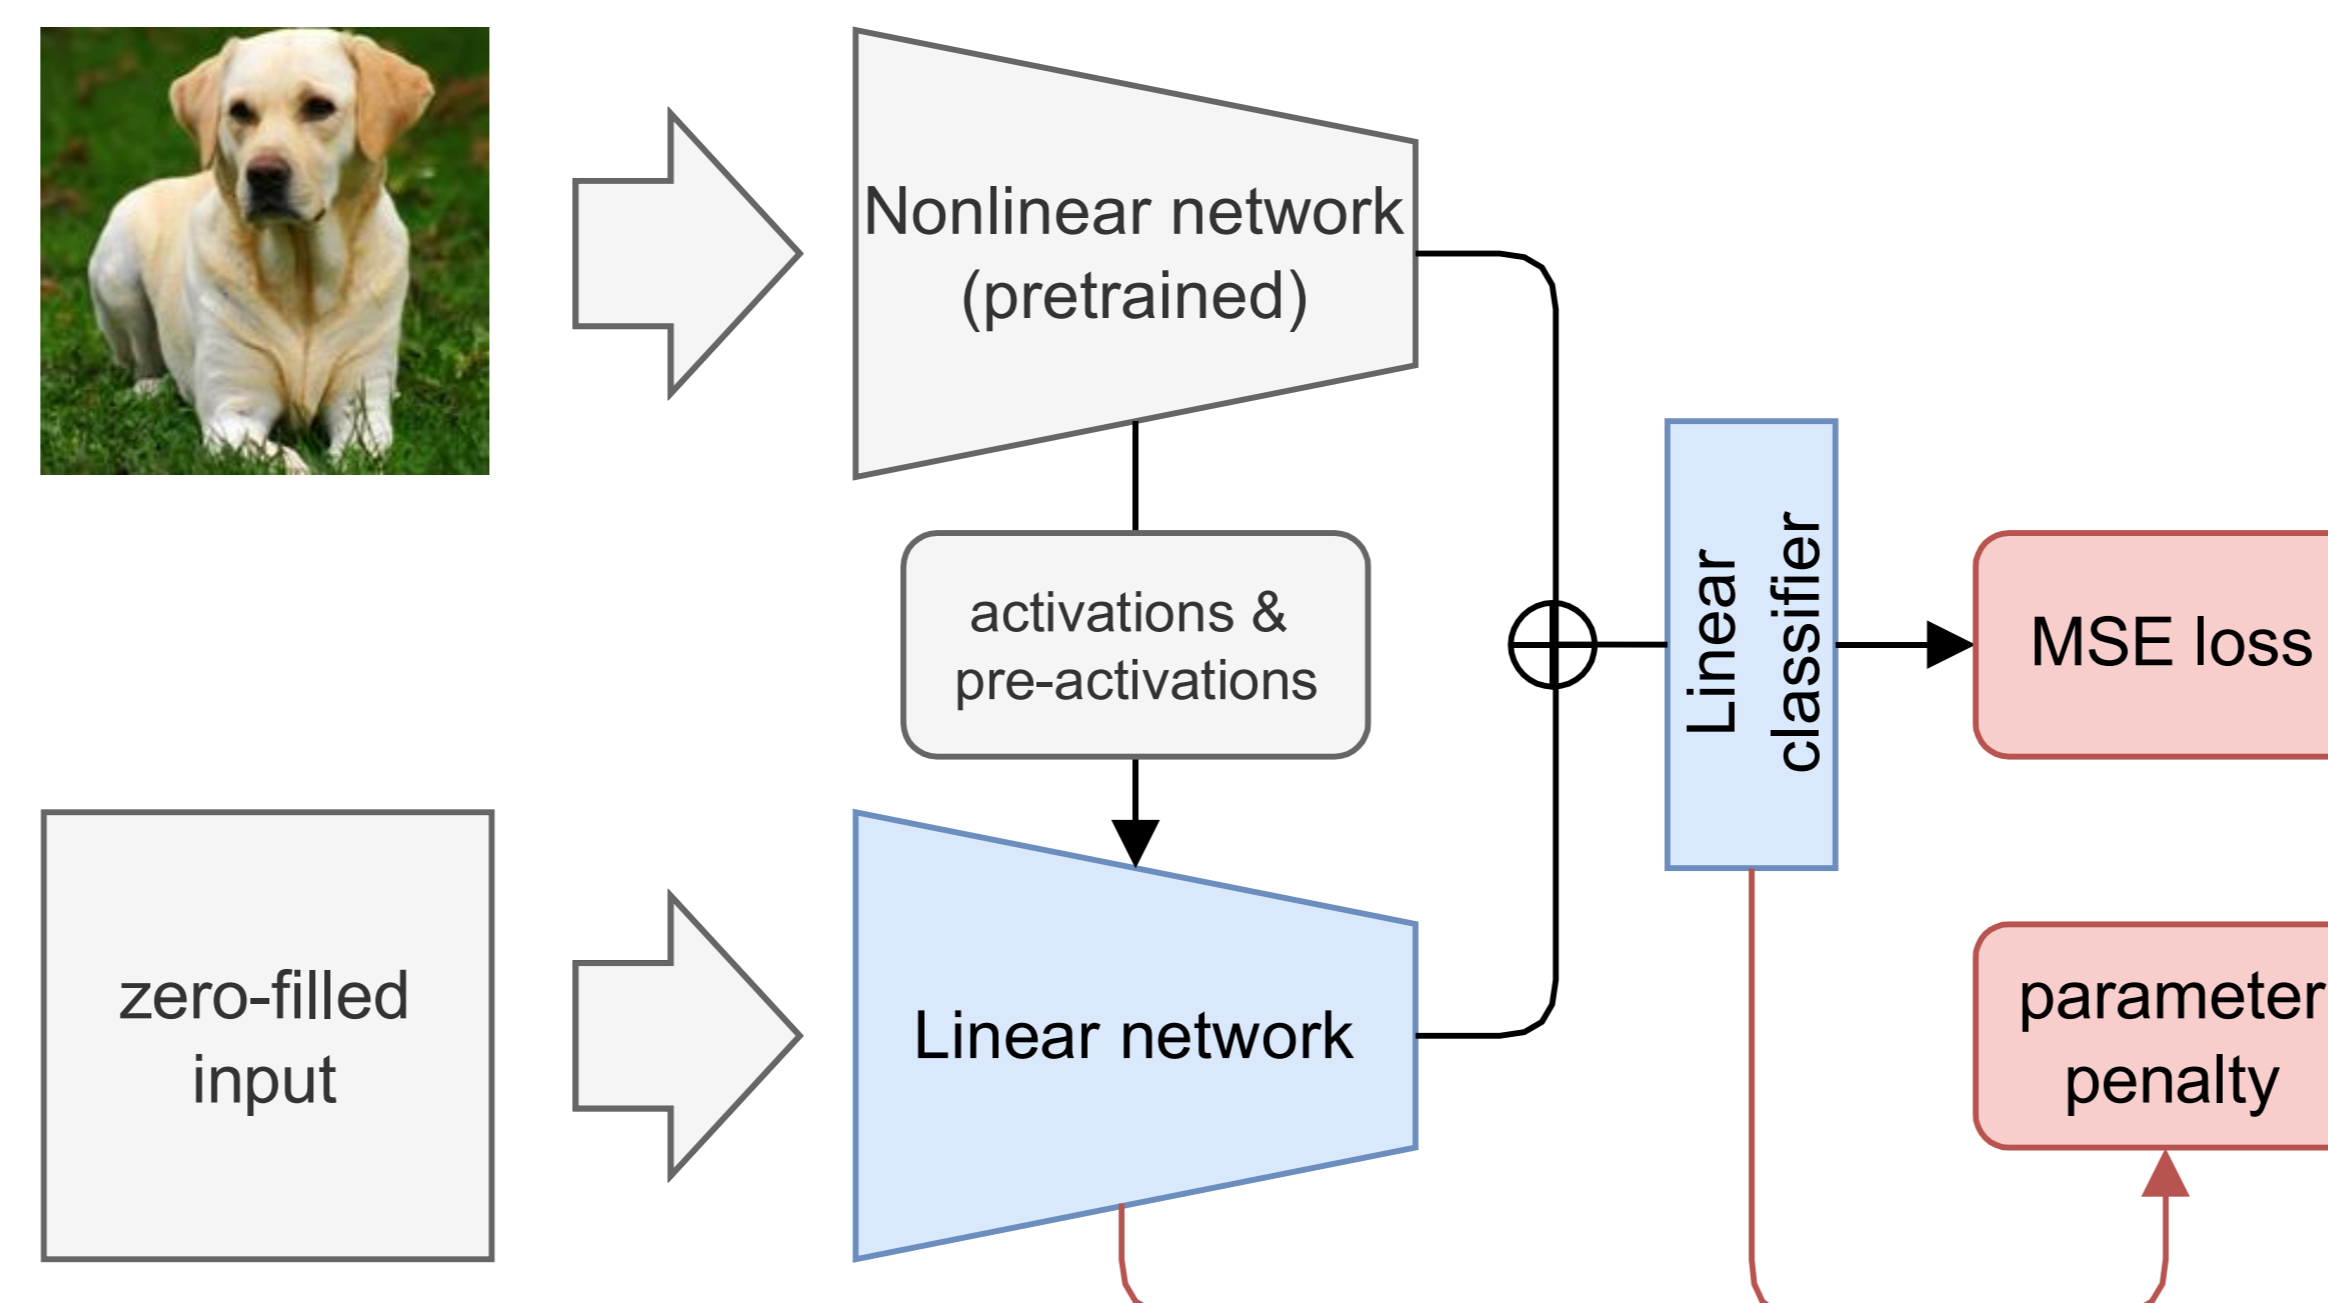 Nonlinear network
(pretrained)
activations &
pre-activations
Linear
classifier
MSE loss
zero-filled
input
Linear network
parameter
penalty